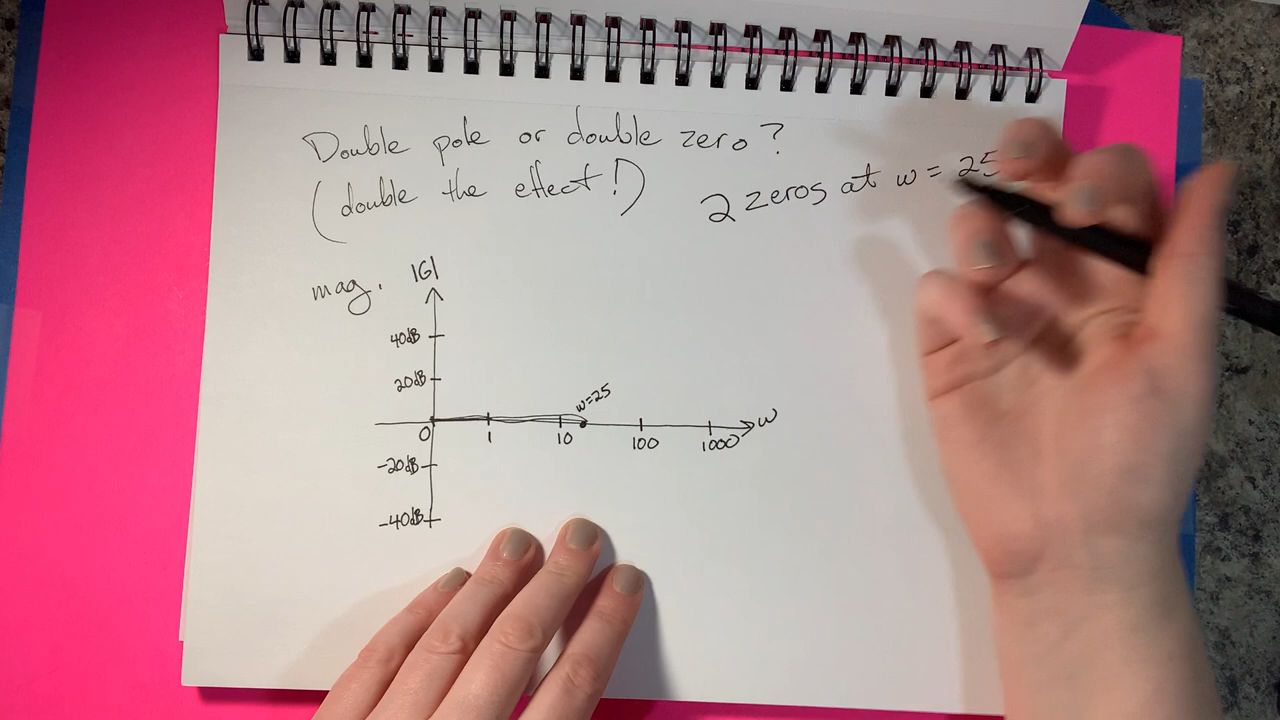 Double pole or double zero?
(double the effect!)
2 zeros at w = 25
mag. |G|
40dB
20dB
w=25
0 1 10 100 1000 w
-20dB
-40dB